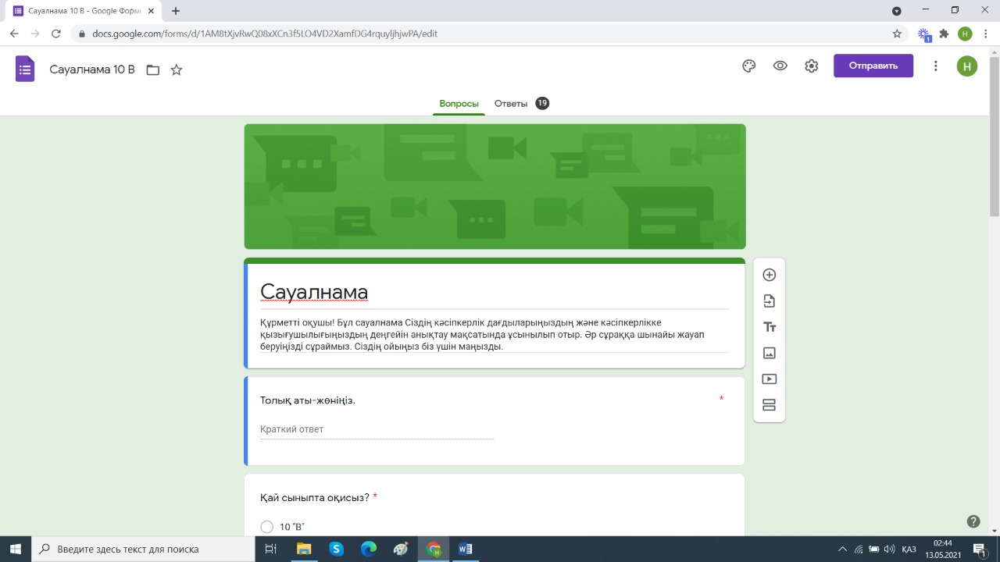 Сауалнама 10 В - Google Форм
docs.google.com/forms/d/1AM8tXjvRwQ08xXCn3f5LO4VD2XamfDG4rquyljhjwPA/edit
1
H
Сауалнама 10 В
Отправить
H
Вопросы
Ответы 19
Сауалнама
Құрметті оқушы! Бұл сауалнама Сіздің кәсіпкерлік дағдыларыңыздың және кәсіпкерлікке
қызығушылығыңыздың деңгейін анықтау мақсатында ұсынылып отыр. Әр сұраққа шынайы жауап
беруіңізді сұраймыз. Сіздің ойыңыз біз үшін маңызды.
Тт
Толық аты-жөніңіз. *
Краткий ответ
Қай сыныпта оқисыз? *
10 "В"
Введите здесь текст для поиска
ҚАЗ
02:44
13.05.2021
1